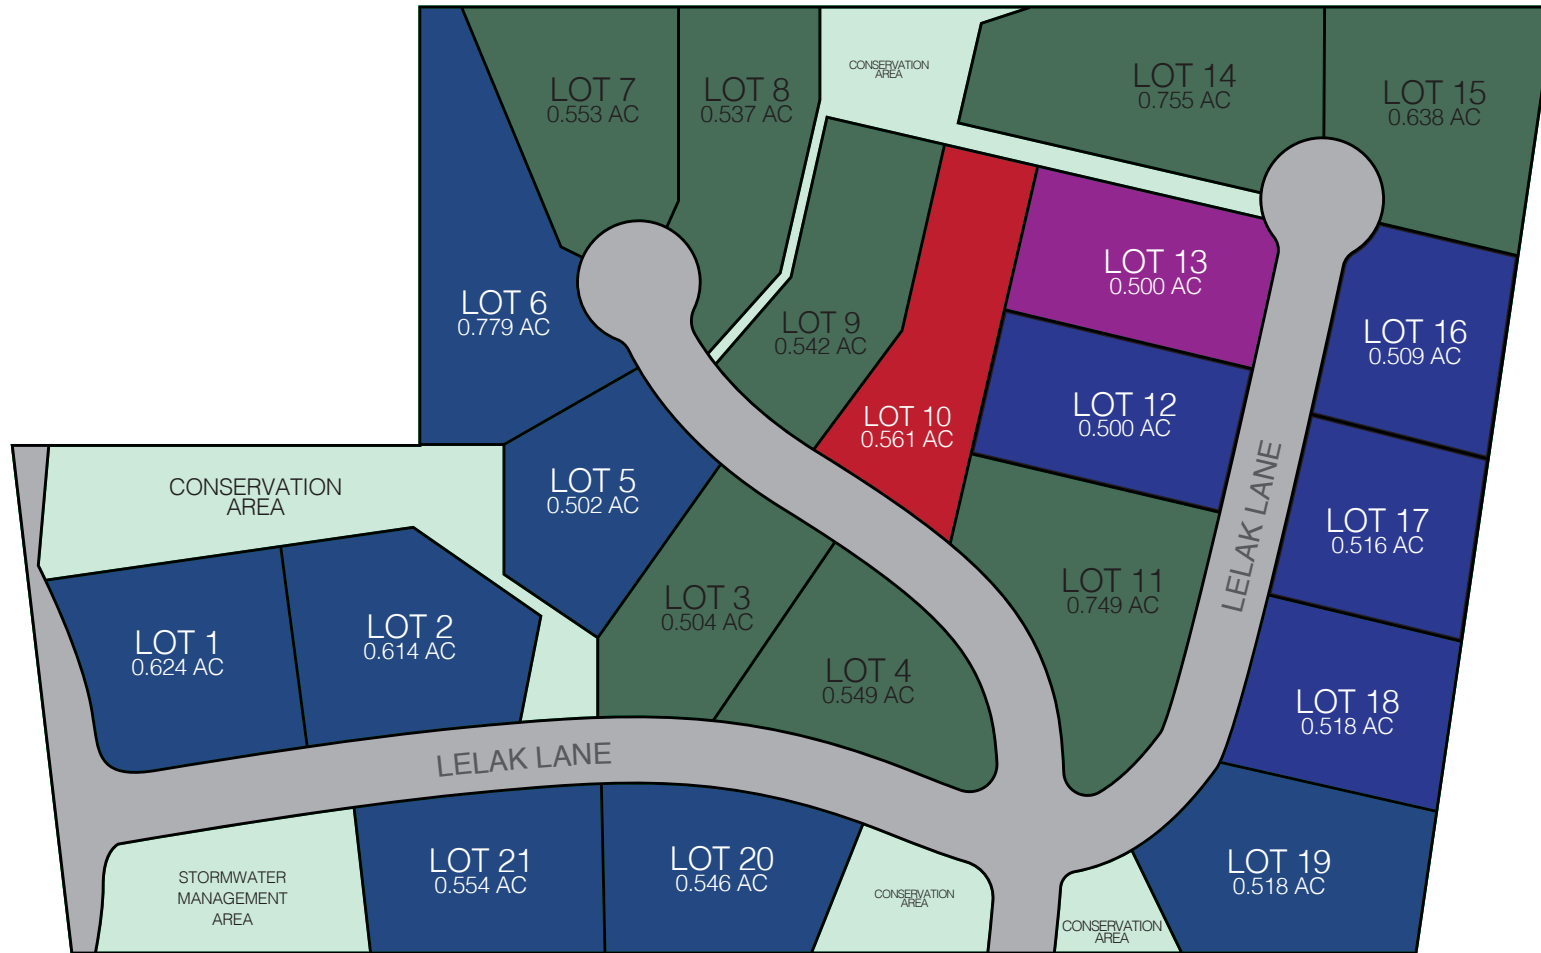 LOT 7
0.553 AC
LOT 8
0.537 AC
CONSERVATION
AREA
LOT 14
0.755 AC
LOT 15
0.638 AC
LOT 6
0.779 AC
LOT 9
0.542 AC
LOT 13
0.500 AC
LOT 16
0.509 AC
LOT 10
0.561 AC
LOT 12
0.500 AC
CONSERVATION
AREA
LOT 5
0.502 AC
LELAK LANE
LOT 17
0.516 AC
LOT 1
0.624 AC
LOT 2
0.614 AC
LOT 3
0.504 AC
LOT 4
0.549 AC
LOT 11
0.749 AC
LOT 18
0.518 AC
LELAK LANE
STORMWATER
MANAGEMENT
AREA
LOT 21
0.554 AC
LOT 20
0.546 AC
CONSERVATION
AREA
CONSERVATION
AREA
LOT 19
0.518 AC